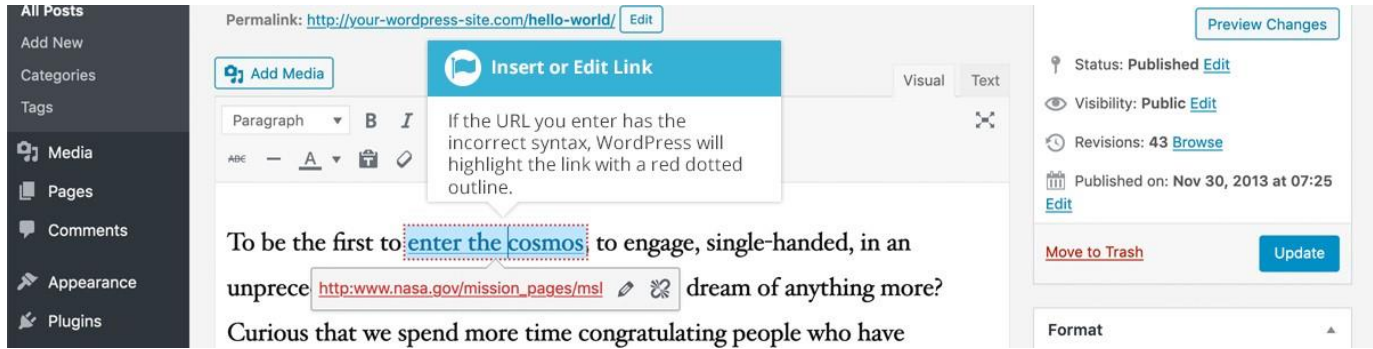 All Posts
Add New
Categories
Tags
Media
Pages
Comments
Appearance
Plugins
Permalink: http://your-wordpress-site.com/hello-world/ Edit
Add Media
Visual Text
Paragraph B I
ABC A
Insert or Edit Link
If the URL you enter has the
incorrect syntax, WordPress will
highlight the link with a red dotted
outline.
To be the first to enter the cosmos, to engage, single-handed, in an
unprece http:www.nasa.gov/mission_pages/msl dream of anything more?
Curious that we spend more time congratulating people who have
Preview Changes
Status: Published Edit
Visibility: Public Edit
Revisions: 43 Browse
Published on: Nov 30, 2013 at 07:25
Edit
Move to Trash Update
Format